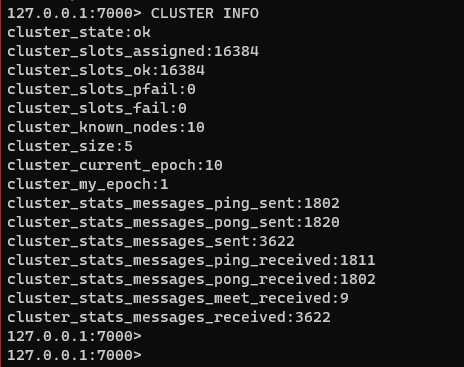 127.0.0.1:7000> CLUSTER INFO
cluster_state:ok
cluster_slots_assigned:16384
cluster_slots_ok:16384
cluster_slots_pfail:0
cluster_slots_fail:0
cluster_known_nodes:10
cluster_size:5
cluster_current_epoch:10
cluster_my_epoch:1
cluster_stats_messages_ping_sent:1802
cluster_stats_messages_pong_sent:1820
cluster_stats_messages_sent:3622
cluster_stats_messages_ping_received:1811
cluster_stats_messages_pong_received:1802
cluster_stats_messages_meet_received:9
cluster_stats_messages_received:3622
127.0.0.1:7000>
127.0.0.1:7000>